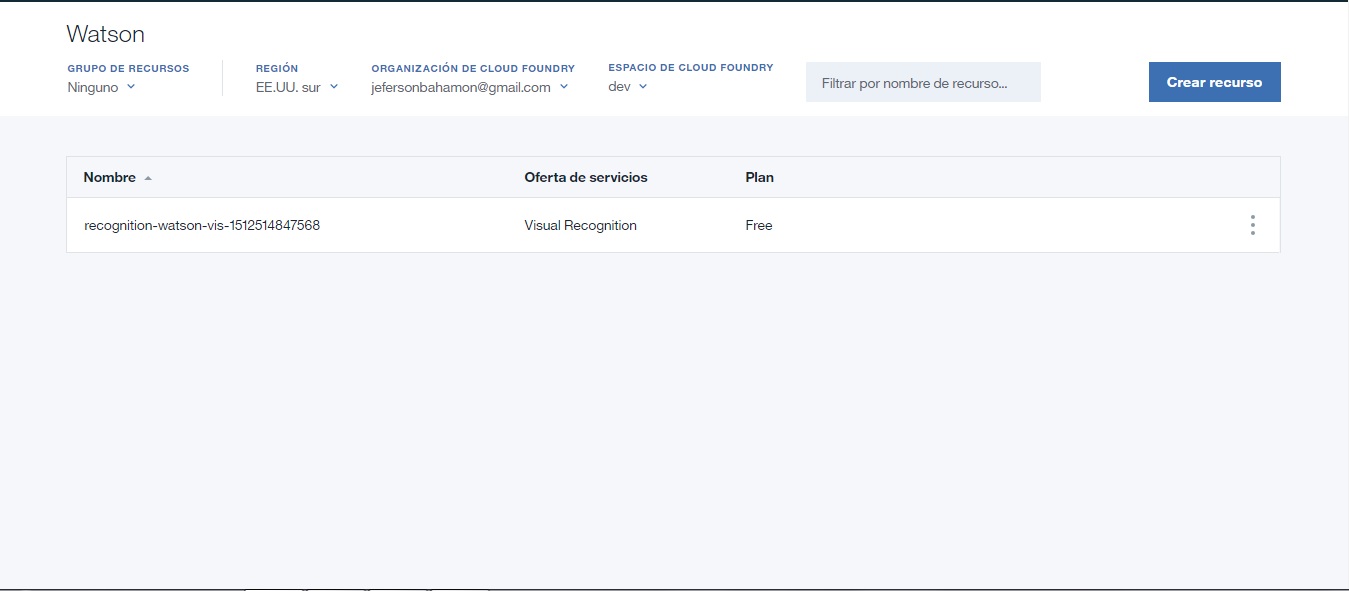 Watson
GRUPO DE RECURSOS
Ninguno
REGIÓN
EE.UU. sur
ORGANIZACIÓN DE CLOUD FOUNDRY
jefersonbahamon@gmail.com
ESPACIO DE CLOUD FOUNDRY
dev
Filtrar por nombre de recurso...
Crear recurso
Nombre Oferta de servicios Plan
recognition-watson-vis-1512514847568 Visual Recognition Free